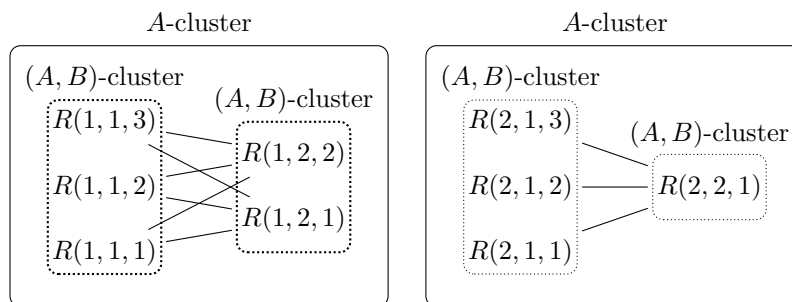 A-cluster
(A, B)-cluster
(A, B)-cluster
R(1, 1, 3)
R(1, 1, 2)
R(1, 1, 1)
R(1, 2, 2)
R(1, 2, 1)
A-cluster
(A, B)-cluster
(A, B)-cluster
R(2, 1, 3)
R(2, 1, 2)
R(2, 1, 1)
R(2, 2, 1)